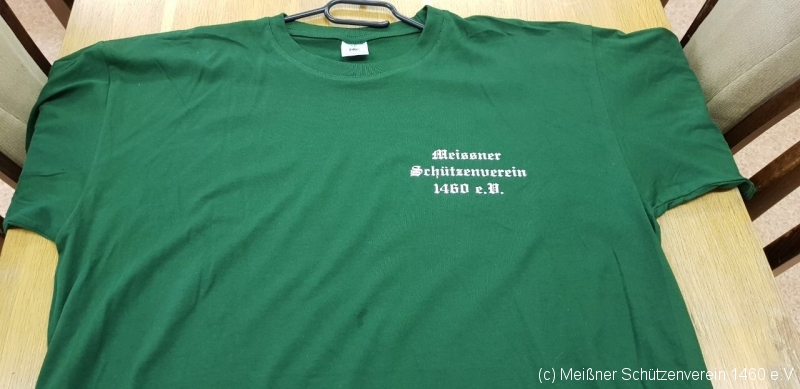 Meissner
Schützenverein
1460 e.V.
(c) Meißner Schützenverein 1460 e.V